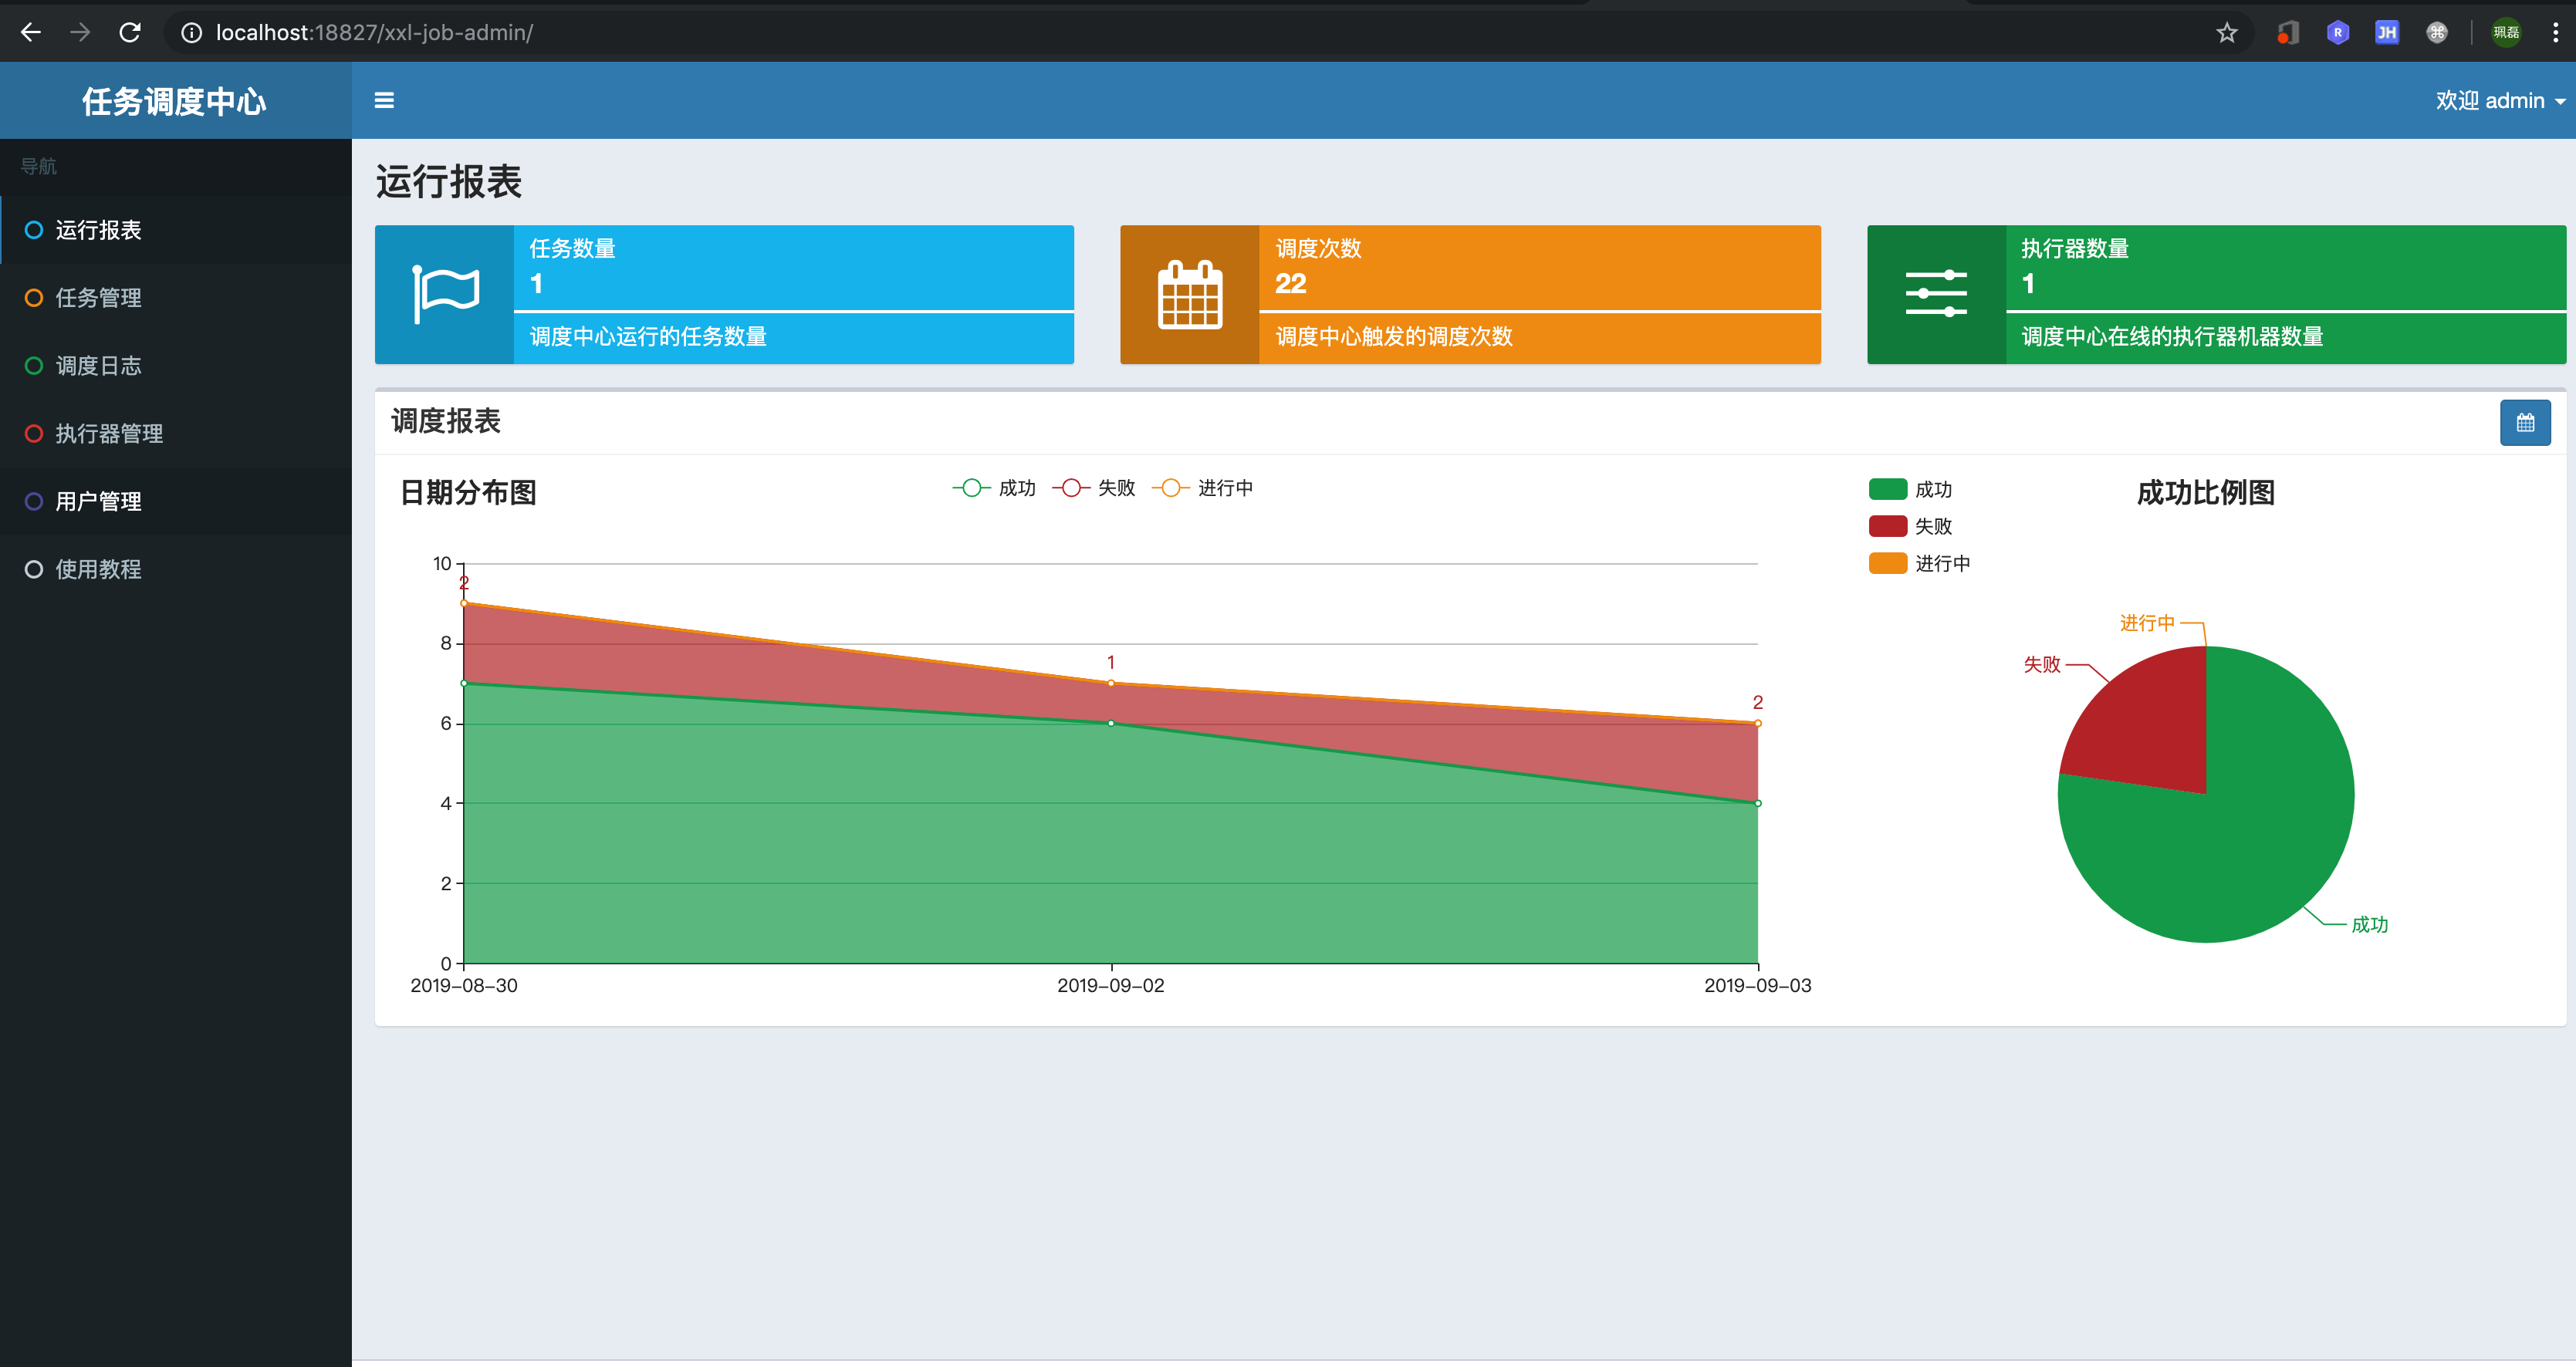 localhost:18827/xxl-job-admin/
R
JH
珮磊
任务调度中心
欢迎 admin
导航
运行报表
任务管理
调度日志
执行器管理
用户管理
使用教程
运行报表
任务数量
1
调度中心运行的任务数量
调度次数
22
调度中心触发的调度次数
执行器数量
1
调度中心在线的执行器机器数量
调度报表
日期分布图
成功 失败 进行中
10
8
6
4
2
0
2
1
2
2019-08-30
2019-09-02
2019-09-03
成功
失败
进行中
成功比例图
进行中
失败
成功